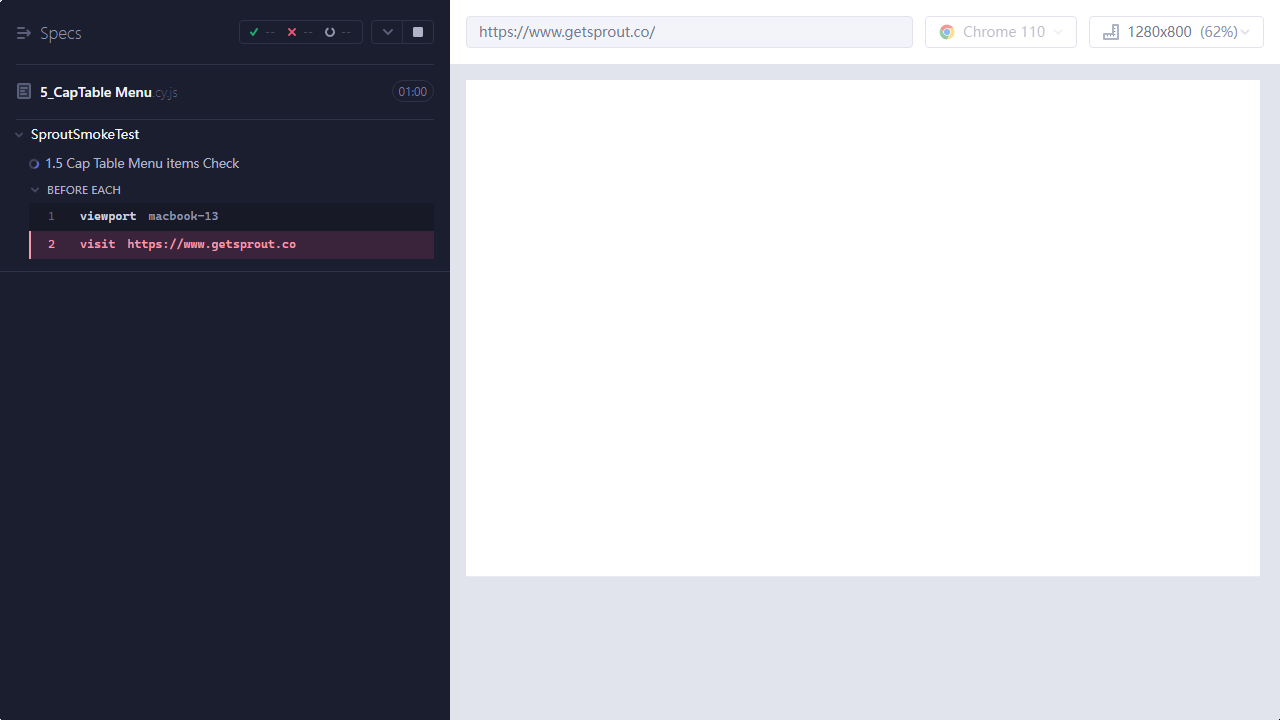 Specs
-- -- --
5_CapTable Menu.cy.js
01:00
SproutSmokeTest
1.5 Cap Table Menu items Check
BEFORE EACH
1 viewport macbook-13
2 visit https://www.getsprout.co
https://www.getsprout.co/
Chrome 110
1280x800 (62%)